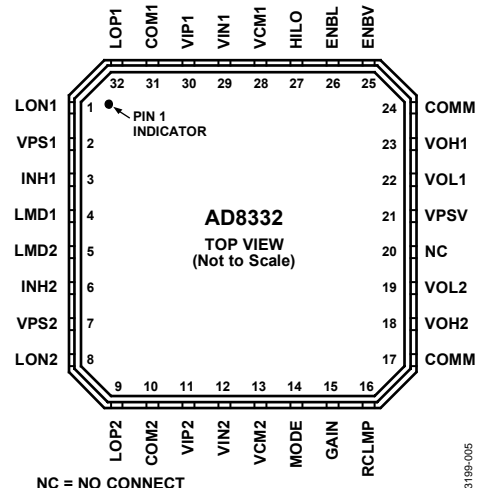 LOP1 COM1 VIP1 VIN1 VCM1 HILO ENBL ENBV
32 31 30 29 28 27 26 25
LON1 1 24 COMM
PIN 1
INDICATOR
VPS1 2 23 VOH1
INH1 3 22 VOL1
LMD1 4 21 VPSV
AD8332
TOP VIEW
(Not to Scale)
LMD2 5 20 NC
INH2 6 19 VOL2
VPS2 7 18 VOH2
LON2 8 17 COMM
9 10 11 12 13 14 15 16
LOP2 COM2 VIP2 VIN2 VCM2 MODE GAIN RCLMP
NC = NO CONNECT
3199-005